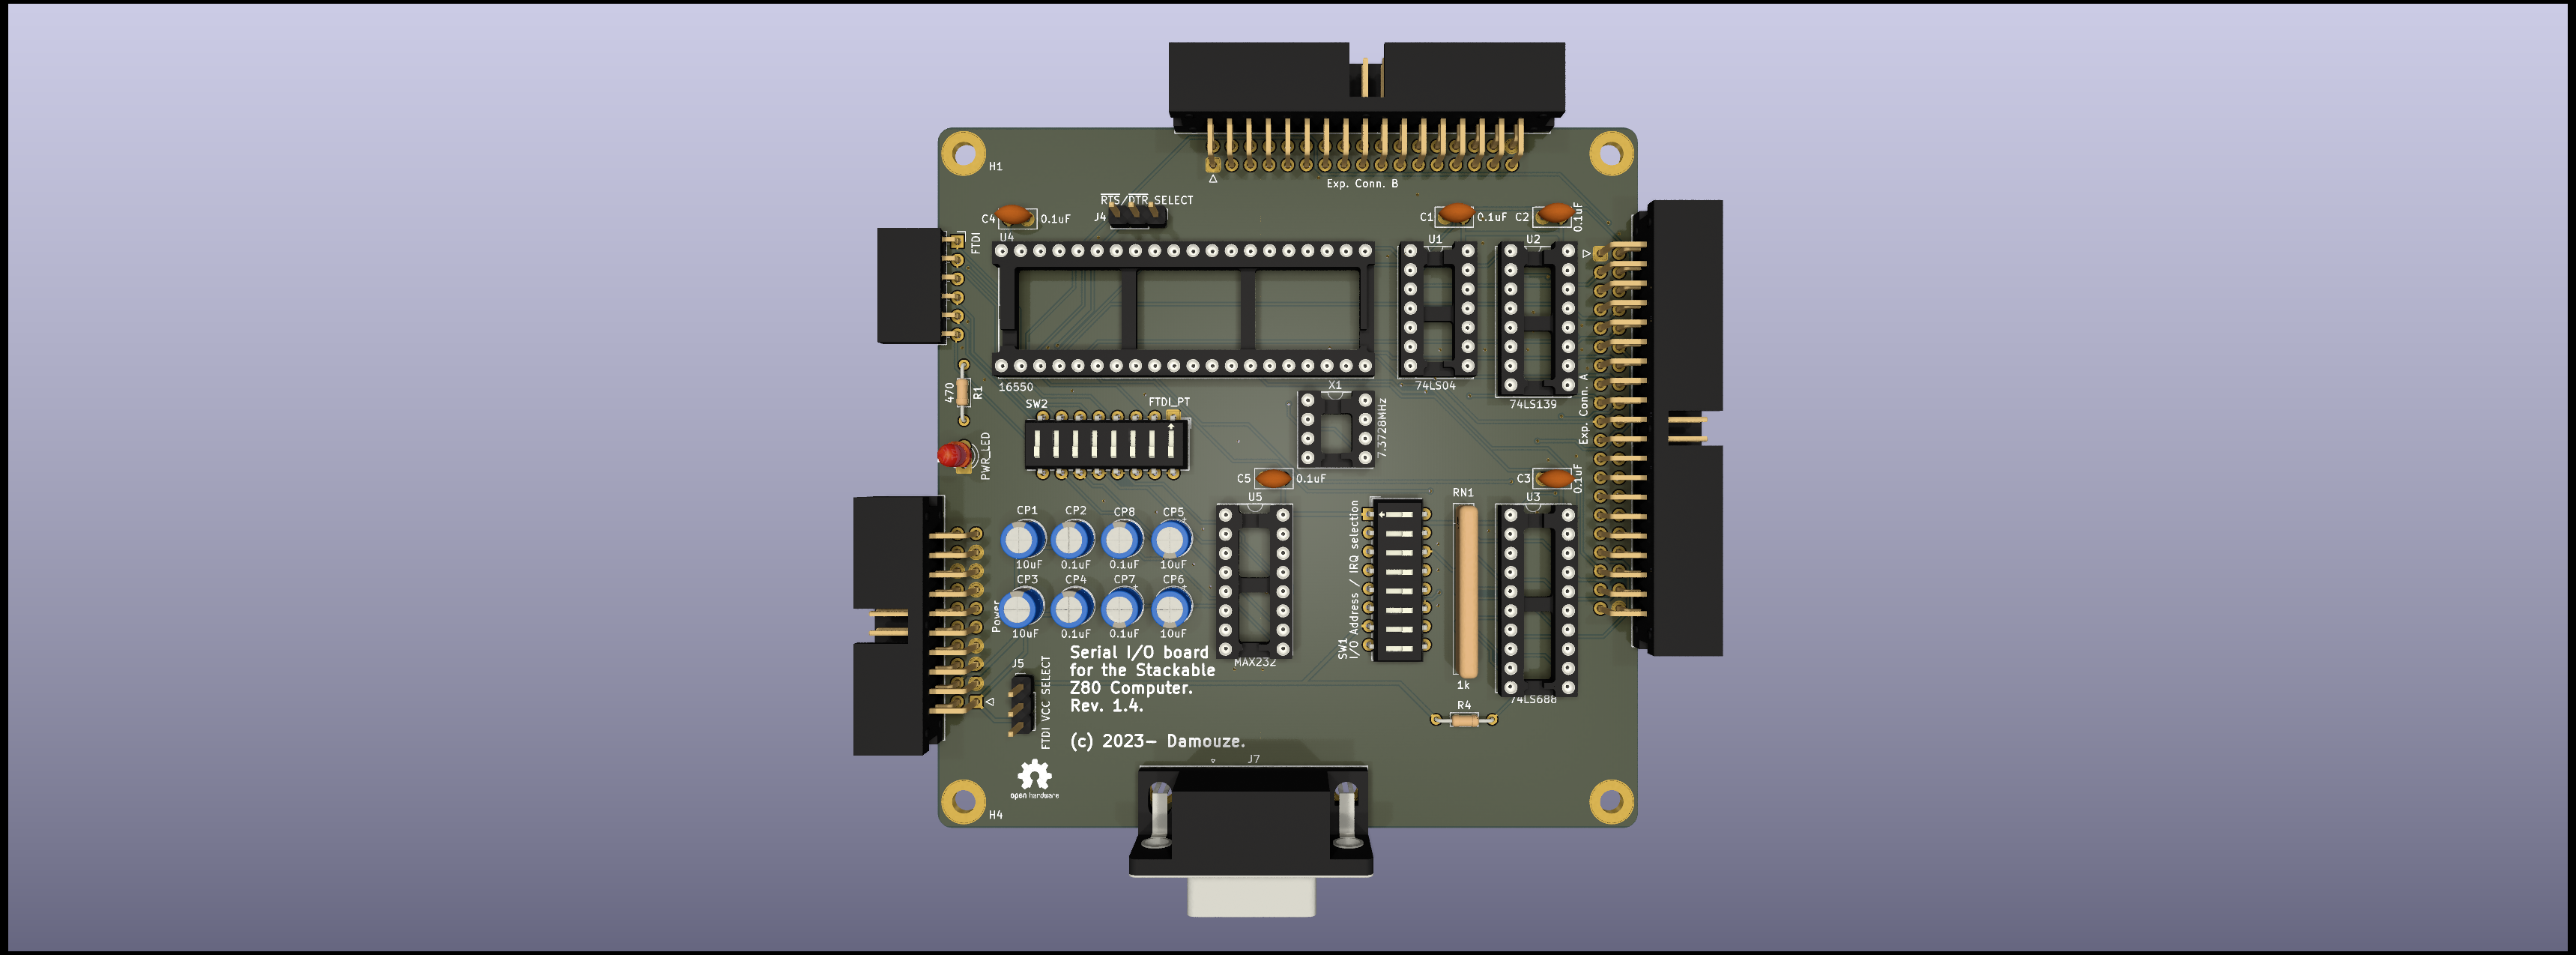 H1
Exp. Conn. B
RTS/DTR SELECT
J4
C4
0.1uF
C1
0.1uF
C2
0.1uF
FTDI
U4
U1
U2
16550
X1
74LS04
74LS139
470
R1
SW2
FTDI_PT
7.3728MHz
Exp. Conn. A
PWR_LED
C5
0.1uF
C3
0.1uF
U5
RN1
U3
CP1
CP2
CP8
CP5
10uF
0.1uF
0.1uF
10uF
CP3
CP4
CP7
CP6
10uF
0.1uF
0.1uF
10uF
Power
SW1
I/O Address / IRQ selection
MAX232
1k
74LS688
R4
J5
FTDI VCC SELECT
Serial I/O board
for the Stackable
Z80 Computer.
Rev. 1.4.
(c) 2023- Damouze.
J7
open hardware
H4